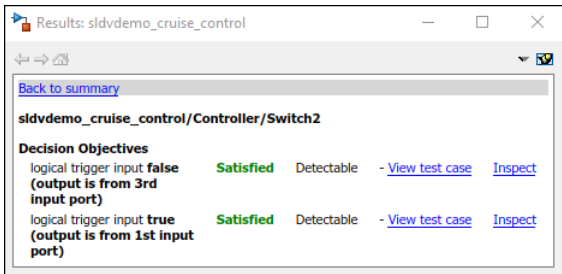 Results: sldvdemo_cruise_control
Back to summary
sldvdemo_cruise_control/Controller/Switch2
Decision Objectives
logical trigger input false Satisfied Detectable - View test case Inspect
(output is from 3rd
input port)
logical trigger input true Satisfied Detectable - View test case Inspect
(output is from 1st input
port)